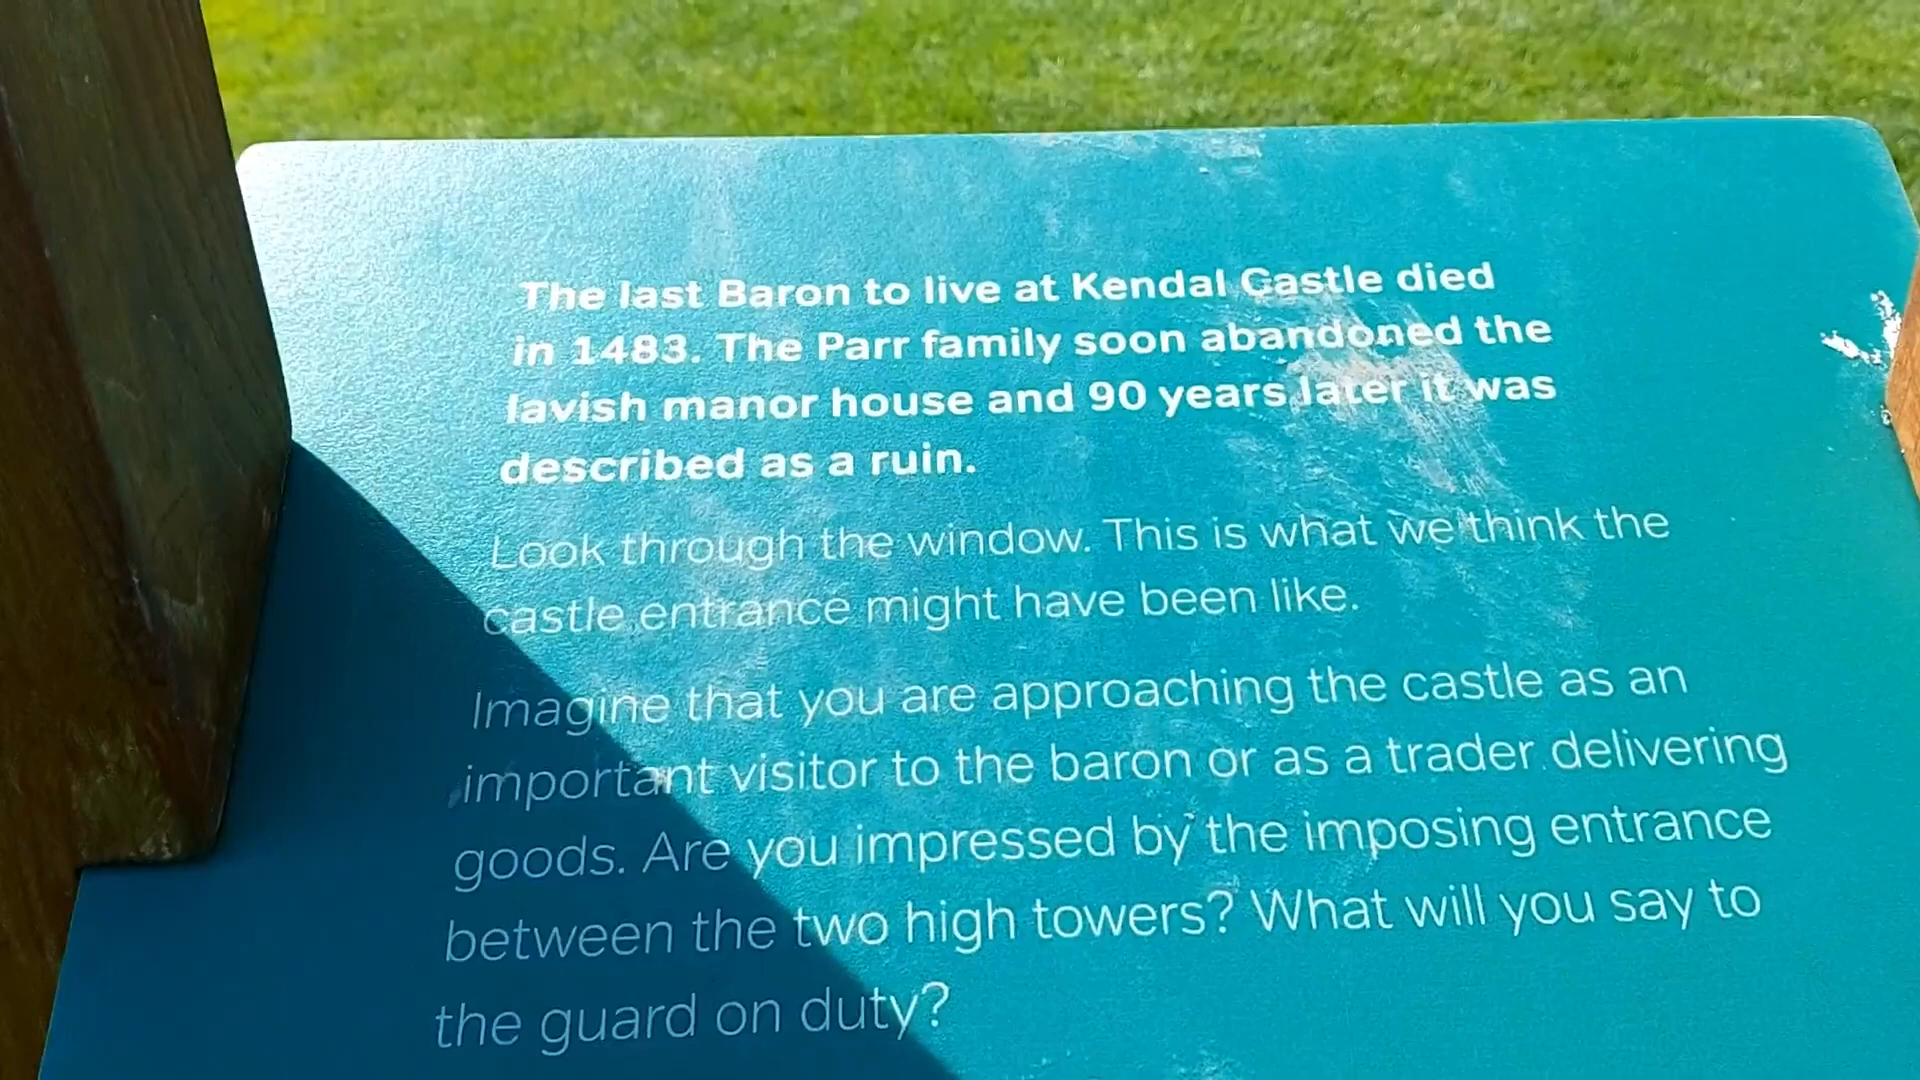 The last Baron to live at Kendal Castle died
in 1483. The Parr family soon abandoned the
lavish manor house and 90 years later it was
described as a ruin.
Look through the window. This is what we think the
castle entrance might have been like.
Imagine that you are approaching the castle as an
important visitor to the baron or as a trader delivering
goods. Are you impressed by the imposing entrance
between the two high towers? What will you say to
the guard on duty?